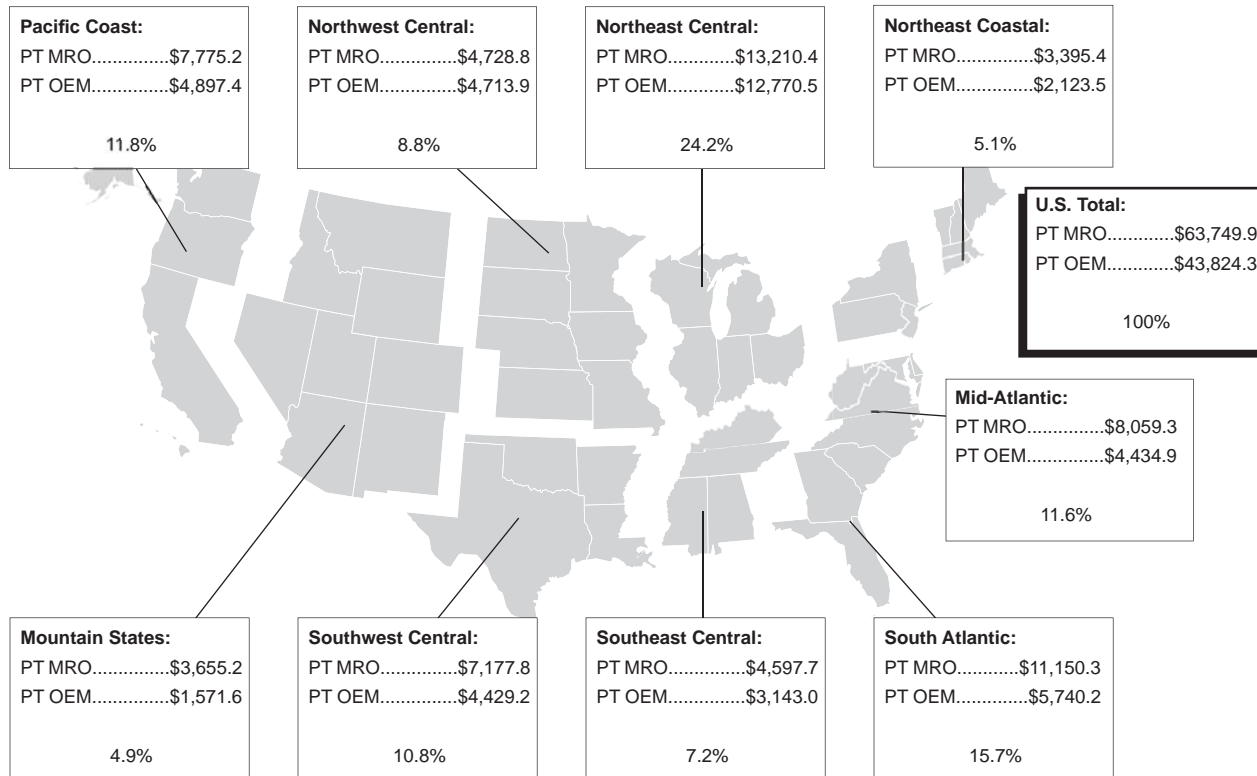 Pacific Coast:
PT MRO...............$7,775.2
PT OEM...............$4,897.4
11.8%
Northwest Central:
PT MRO...............$4,728.8
PT OEM...............$4,713.9
8.8%
Northeast Central:
PT MRO.............$13,210.4
PT OEM.............$12,770.5
24.2%
Northeast Coastal:
PT MRO...............$3,395.4
PT OEM...............$2,123.5
5.1%
U.S. Total:
PT MRO.............$63,749.9
PT OEM.............$43,824.3
100%
Mid-Atlantic:
PT MRO...............$8,059.3
PT OEM...............$4,434.9
11.6%
Mountain States:
PT MRO...............$3,655.2
PT OEM...............$1,571.6
4.9%
Southwest Central:
PT MRO...............$7,177.8
PT OEM...............$4,429.2
10.8%
Southeast Central:
PT MRO...............$4,597.7
PT OEM...............$3,143.0
7.2%
South Atlantic:
PT MRO.............$11,150.3
PT OEM...............$5,740.2
15.7%